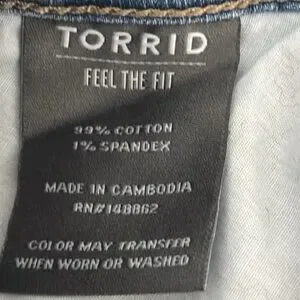 TORRID
FEEL THE FIT
99% COTTON
1% SPANDEX
MADE IN CAMBODIA
RN#148862
COLOR MAY TRANSFER
WHEN WORN OR WASHED